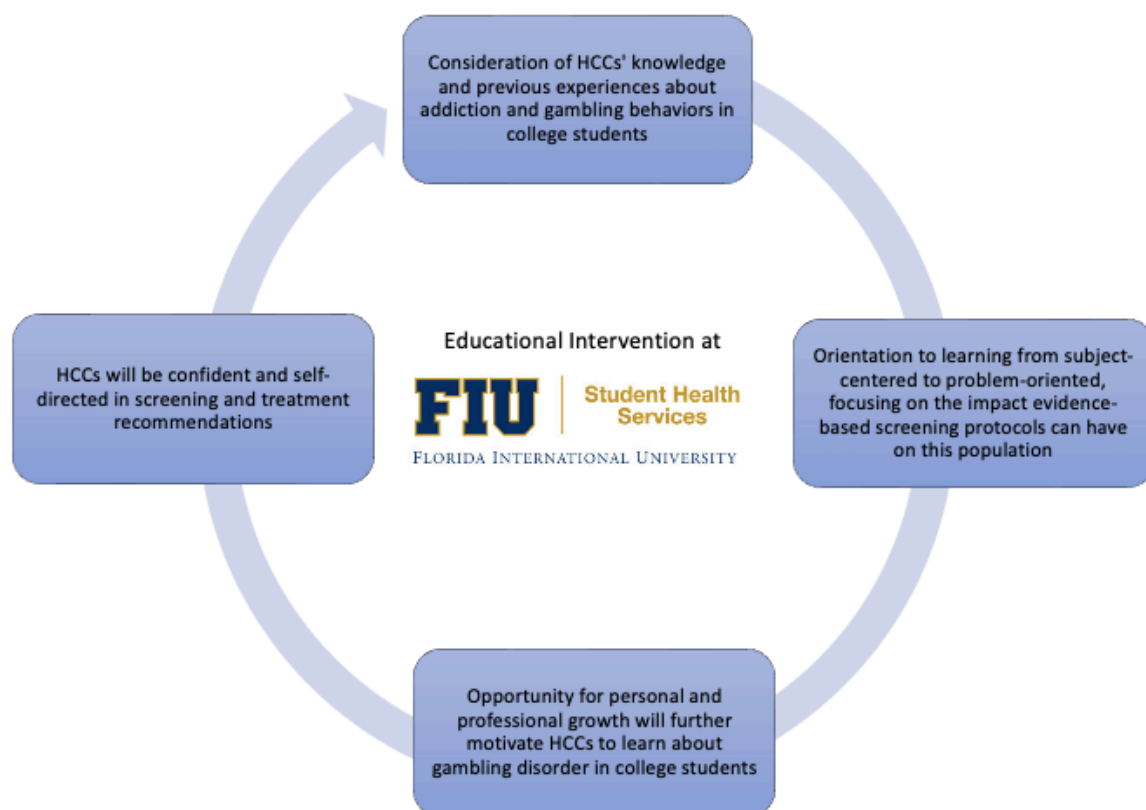 Consideration of HCCs' knowledge
and previous experiences about
addiction and gambling behaviors in
college students
Educational Intervention at
FIU
Student Health
Services
FLORIDA INTERNATIONAL UNIVERSITY
HCCs will be confident and self-
directed in screening and treatment
recommendations
Orientation to learning from subject-
centered to problem-oriented,
focusing on the impact evidence-
based screening protocols can have
on this population
Opportunity for personal and
professional growth will further
motivate HCCs to learn about
gambling disorder in college students